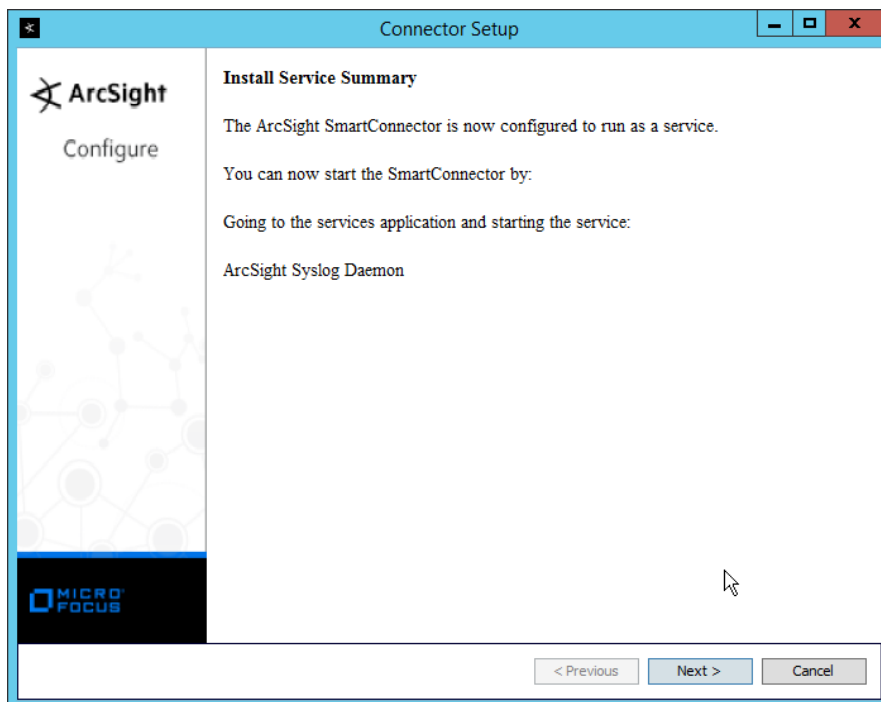 Connector Setup
ArcSight
Configure
Install Service Summary
The ArcSight SmartConnector is now configured to run as a service.
You can now start the SmartConnector by:
Going to the services application and starting the service:
ArcSight Syslog Daemon
MICRO
FOCUS
< Previous
Next >
Cancel